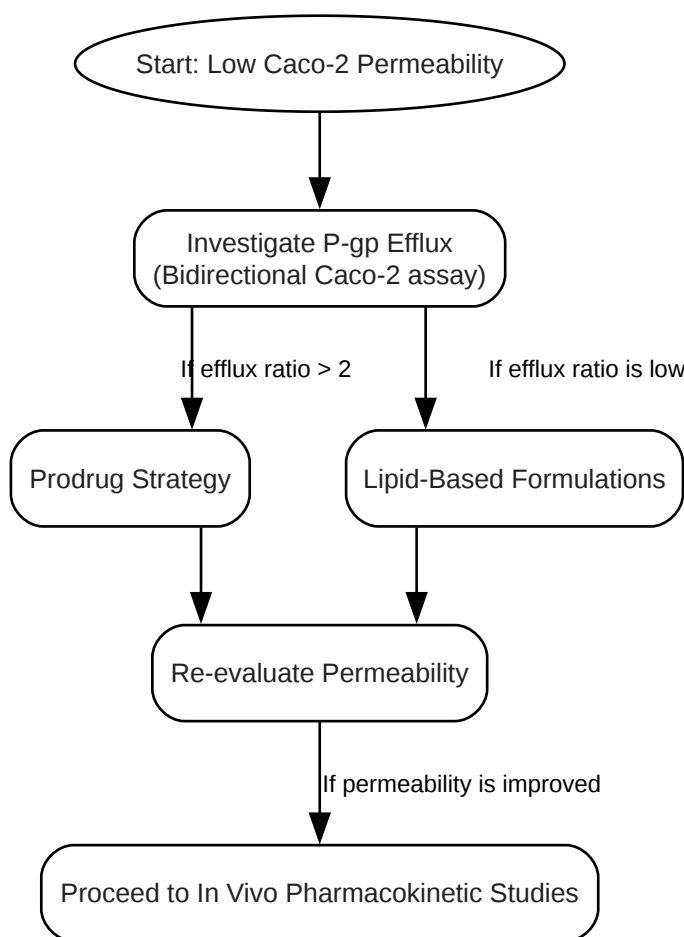 Start: Low Caco-2 Permeability
Investigate P-gp Efflux
(Bidirectional Caco-2 assay)
If efflux ratio > 2
If efflux ratio is low
Prodrug Strategy
Lipid-Based Formulations
Re-evaluate Permeability
If permeability is improved
Proceed to In Vivo Pharmacokinetic Studies